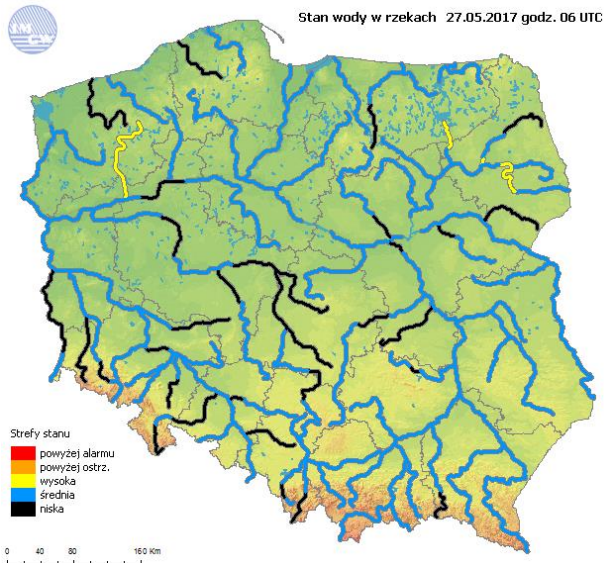 Stan wody w rzekach 27.05.2017 godz. 06 UTC
Strefy stanu
powyżej alarmu
powyżej ostrz.
wysoka
średnia
niska
0 40 80 160 Km